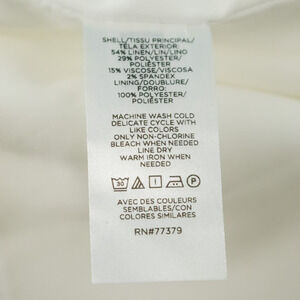 SHELL/TISSU PRINCIPAL/
TELA EXTERIOR:
54% LINEN/LIN/LINO
29% POLYESTER/
POLIÉSTER
15% VISCOSE/VISCOSA
2% SPANDEX
LINING/DOUBLURE/
FORRO:
100% POLYESTER/
POLIÉSTER
MACHINE WASH COLD
DELICATE CYCLE WITH
LIKE COLORS
ONLY NON-CHLORINE
BLEACH WHEN NEEDED
LINE DRY
WARM IRON WHEN
NEEDED
30
P
AVEC DES COULEURS
SEMBLABLES/CON
COLORES SIMILARES
RN#77379